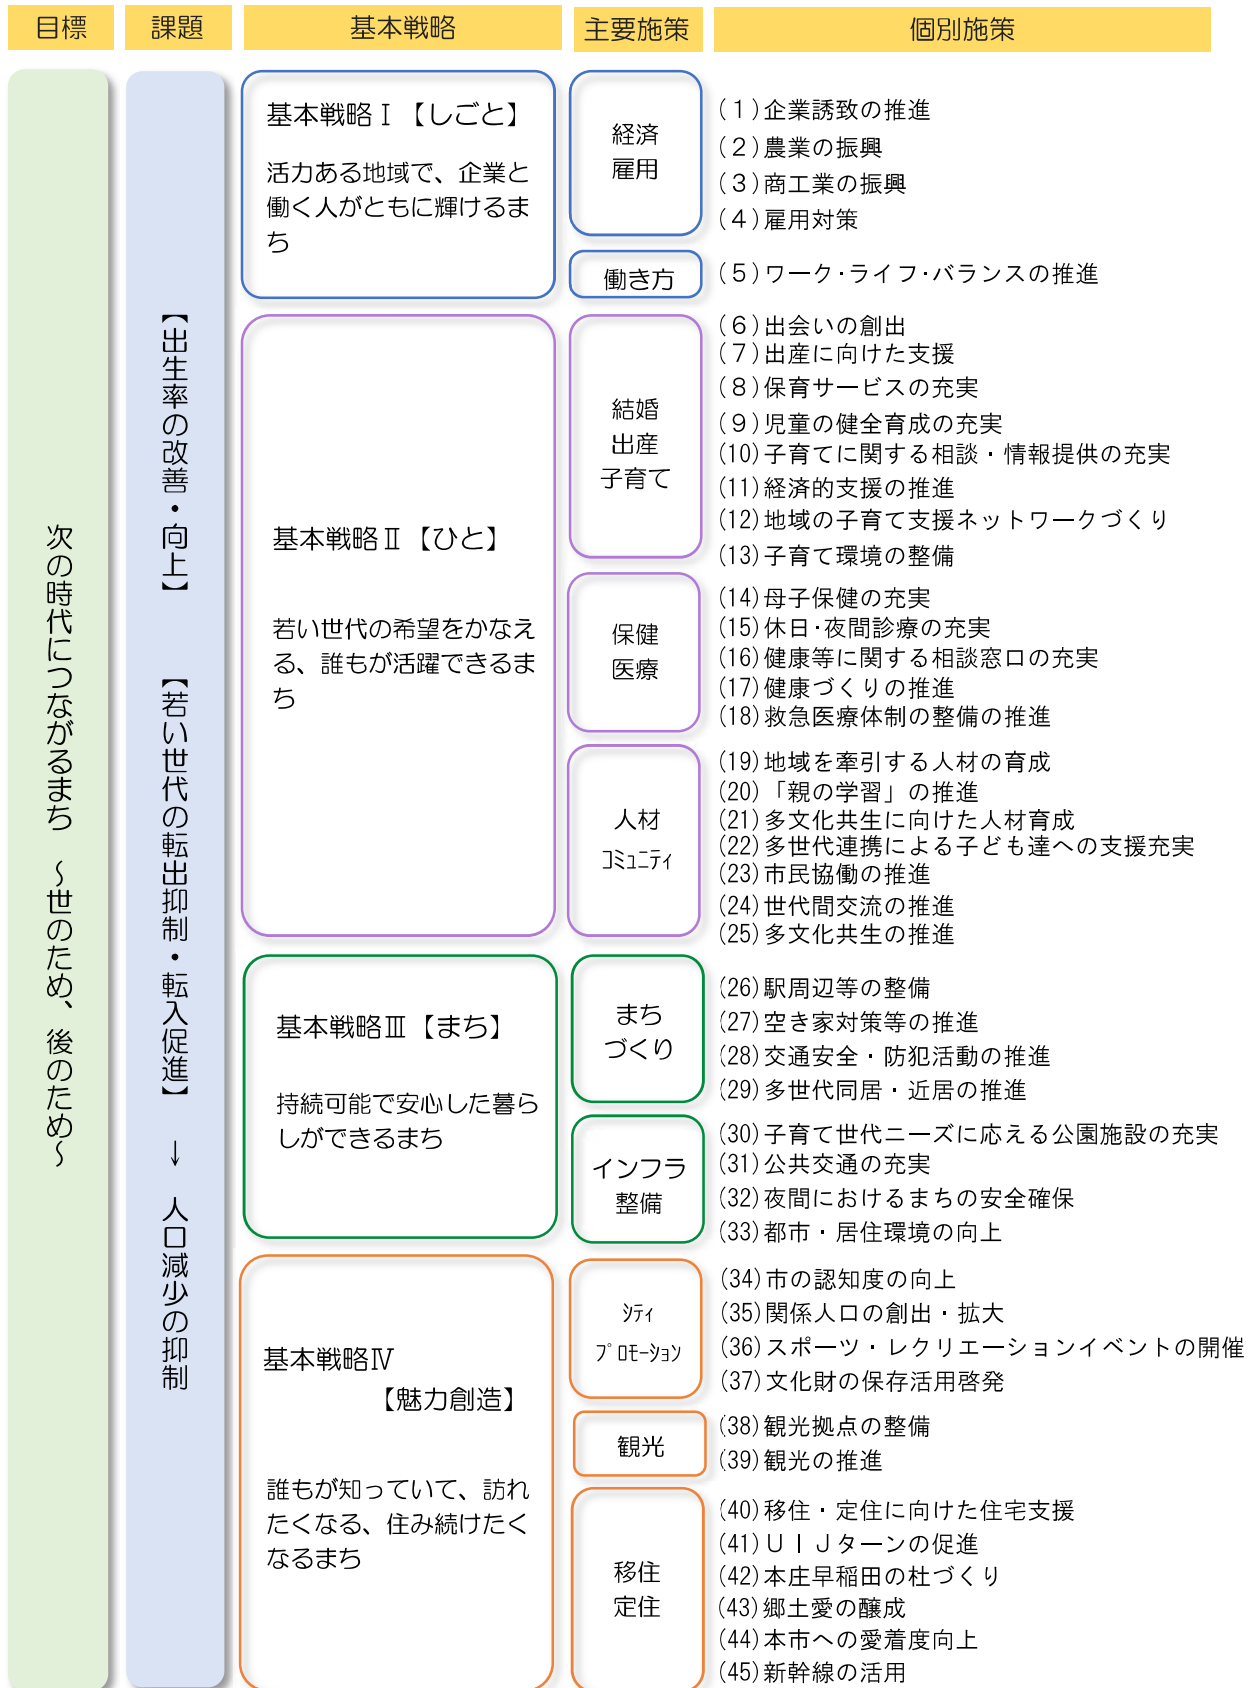 目標
課題
基本戦略
主要施策
個別施策
次の時代につながるまち　～世のため、後のため～
【出生率の改善・向上】　【若い世代の転出抑制・転入促進】　→　人口減少の抑制
基本戦略Ⅰ【しごと】
活力ある地域で、企業と
働く人がともに輝けるま
ち
経済
雇用
(1)企業誘致の推進
(2)農業の振興
(3)商工業の振興
(4)雇用対策
働き方
(5)ワーク・ライフ・バランスの推進
基本戦略Ⅱ【ひと】
若い世代の希望をかなえ
る、誰もが活躍できるま
ち
結婚
出産
子育て
(6)出会いの創出
(7)出産に向けた支援
(8)保育サービスの充実
(9)児童の健全育成の充実
(10)子育てに関する相談・情報提供の充実
(11)経済的支援の推進
(12)地域の子育て支援ネットワークづくり
(13)子育て環境の整備
保健
医療
(14)母子保健の充実
(15)休日・夜間診療の充実
(16)健康等に関する相談窓口の充実
(17)健康づくりの推進
(18)救急医療体制の整備の推進
人材
ｺﾐｭﾆﾃｨ
(19)地域を牽引する人材の育成
(20)「親の学習」の推進
(21)多文化共生に向けた人材育成
(22)多世代連携による子ども達への支援充実
(23)市民協働の推進
(24)世代間交流の推進
(25)多文化共生の推進
基本戦略Ⅲ【まち】
持続可能で安心した暮ら
しができるまち
まち
づくり
(26)駅周辺等の整備
(27)空き家対策等の推進
(28)交通安全・防犯活動の推進
(29)多世代同居・近居の推進
インフラ
整備
(30)子育て世代ニーズに応える公園施設の充実
(31)公共交通の充実
(32)夜間におけるまちの安全確保
(33)都市・居住環境の向上
基本戦略Ⅳ
【魅力創造】
誰もが知っていて、訪れ
たくなる、住み続けたく
なるまち
ｼﾃｨ
ﾌﾟﾛﾓｰｼｮﾝ
(34)市の認知度の向上
(35)関係人口の創出・拡大
(36)スポーツ・レクリエーションイベントの開催
(37)文化財の保存活用啓発
観光
(38)観光拠点の整備
(39)観光の推進
移住
定住
(40)移住・定住に向けた住宅支援
(41)ＵＩＪターンの促進
(42)本庄早稲田の杜づくり
(43)郷土愛の醸成
(44)本市への愛着度向上
(45)新幹線の活用